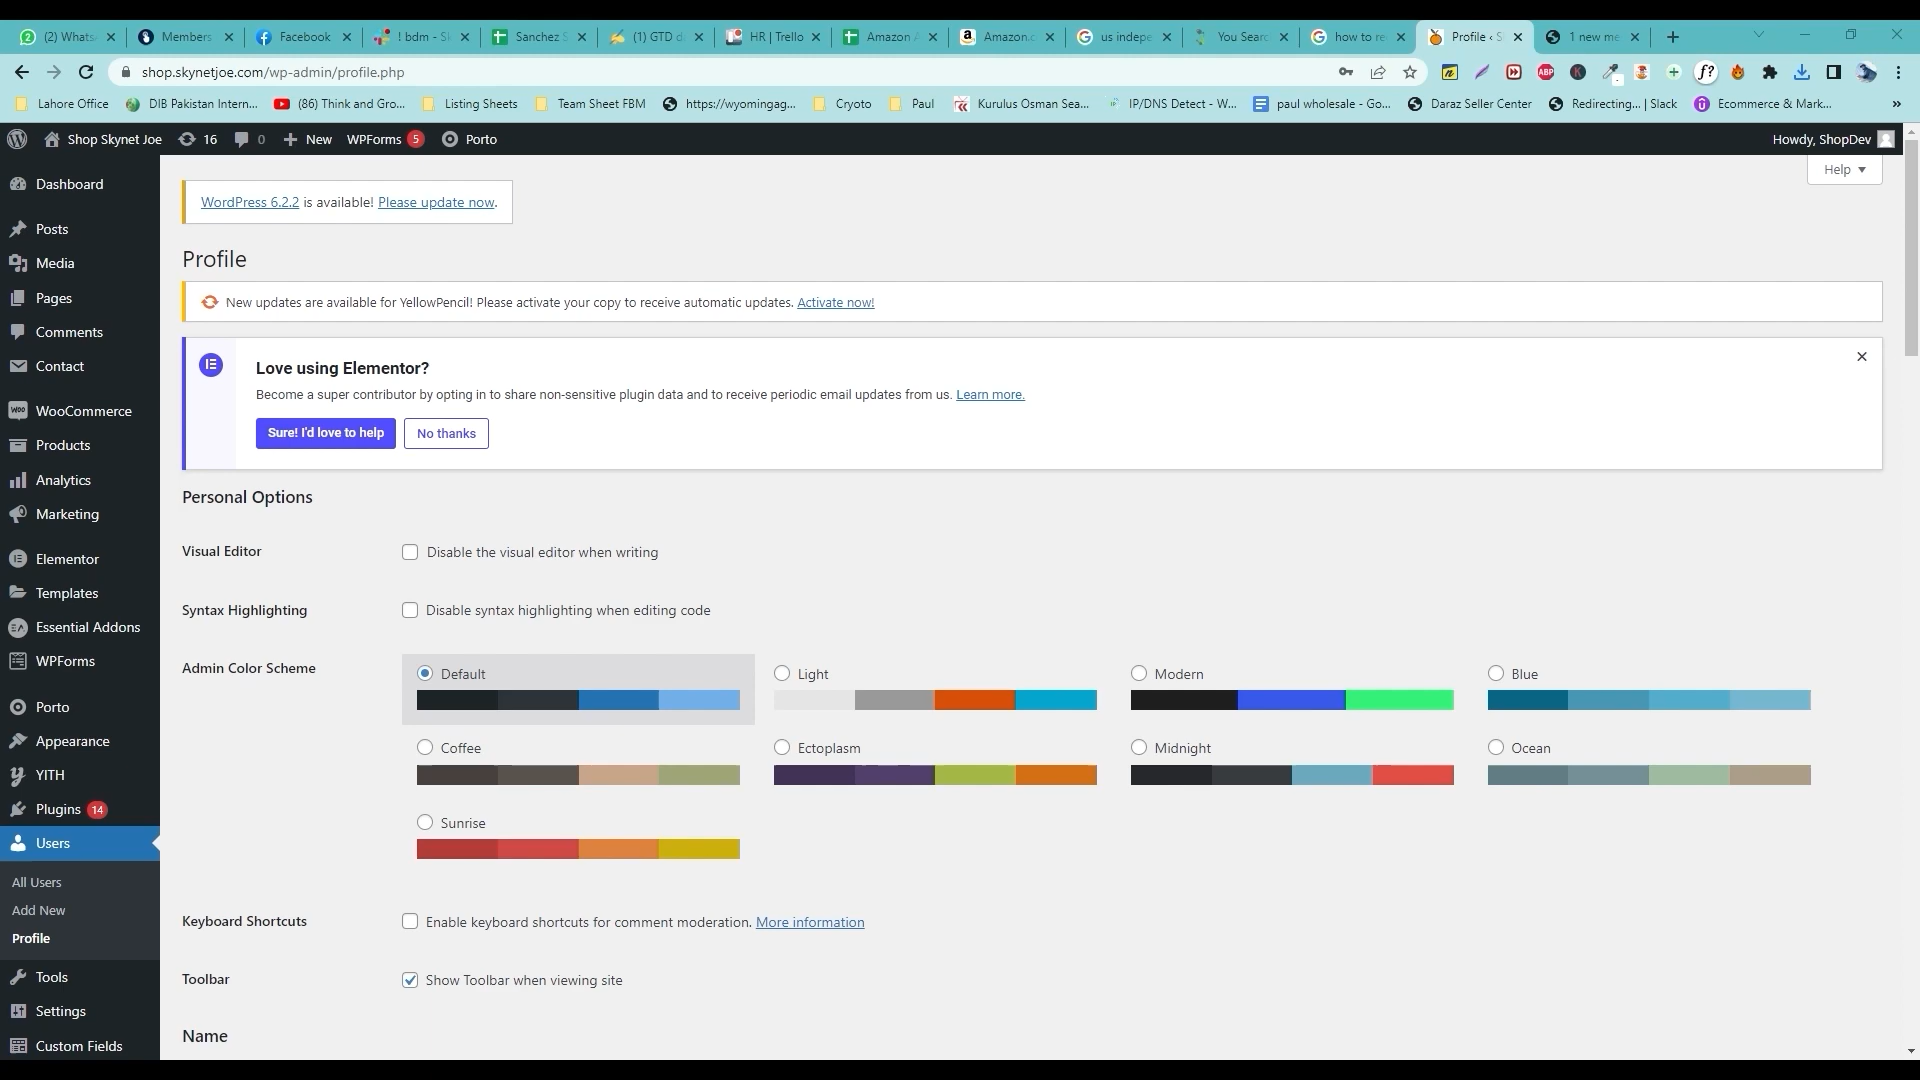 (2) Whats
Members
Facebook
! bdm - S
Sanchez S
(1) GTD d
HR | Trello
Amazon
Amazon.c
us indepe
You Searc
how to re
Profile ‹ S
1 new me
shop.skynetjoe.com/wp-admin/profile.php
Lahore Office
DIB Pakistan Intern...
(86) Think and Gro...
Listing Sheets
Team Sheet FBM
https://wyomingag...
Cryoto
Paul
Kurulus Osman Sea...
IP/DNS Detect - W...
paul wholesale - Go...
Daraz Seller Center
Redirecting... | Slack
Ecommerce & Mark...
»
Shop Skynet Joe
16
0
New
WPForms 5
Porto
Howdy, ShopDev
Help
Dashboard
Posts
Media
Pages
Comments
Contact
WooCommerce
Products
Analytics
Marketing
Elementor
Templates
Essential Addons
WPForms
Porto
Appearance
YITH
Plugins 14
Users
All Users
Add New
Profile
Tools
Settings
Custom Fields
WordPress 6.2.2 is available! Please update now.
Profile
New updates are available for YellowPencil! Please activate your copy to receive automatic updates. Activate now!
Love using Elementor?
Become a super contributor by opting in to share non-sensitive plugin data and to receive periodic email updates from us. Learn more.
Sure! I'd love to help
No thanks
Personal Options
Visual Editor
Disable the visual editor when writing
Syntax Highlighting
Disable syntax highlighting when editing code
Admin Color Scheme
Default
Light
Modern
Blue
Coffee
Ectoplasm
Midnight
Ocean
Sunrise
Keyboard Shortcuts
Enable keyboard shortcuts for comment moderation. More information
Toolbar
Show Toolbar when viewing site
Name